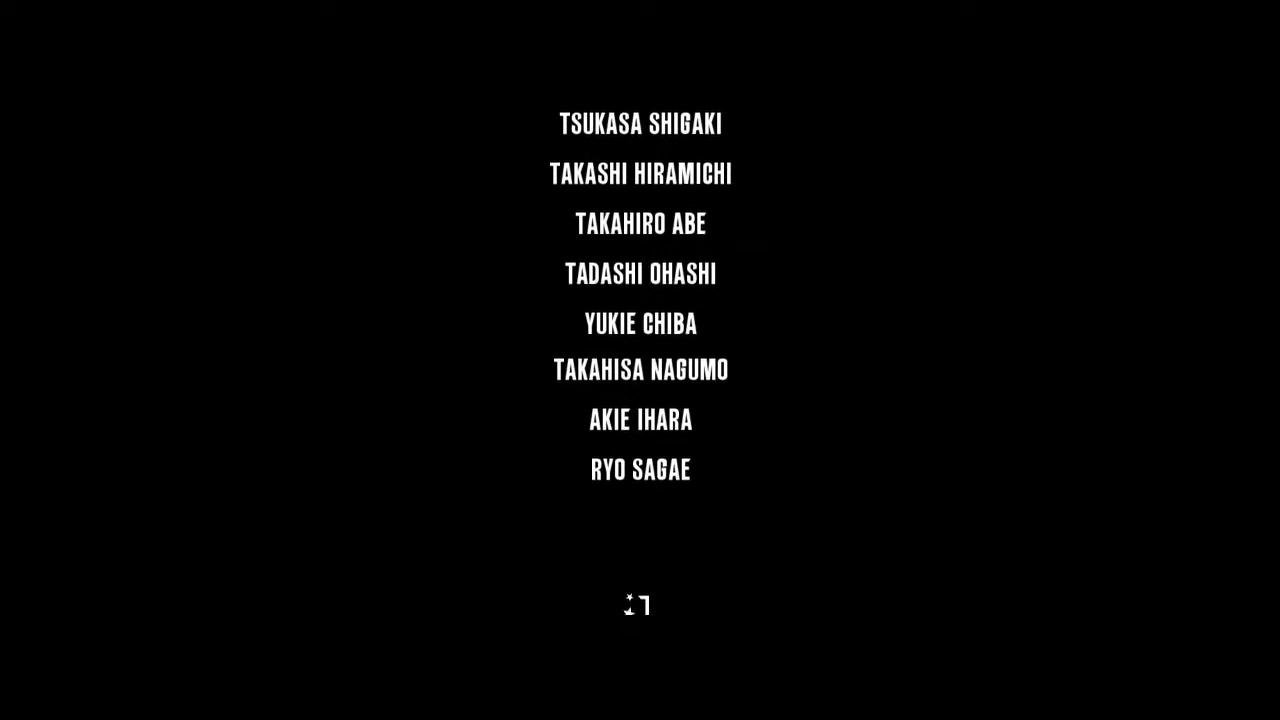 TSUKASA SHIGAKI
TAKASHI HIRAMICHI
TAKAHIRO ABE
TADASHI OHASHI
YUKIE CHIBA
TAKAHISA NAGUMO
AKIE IHARA
RYO SAGAE